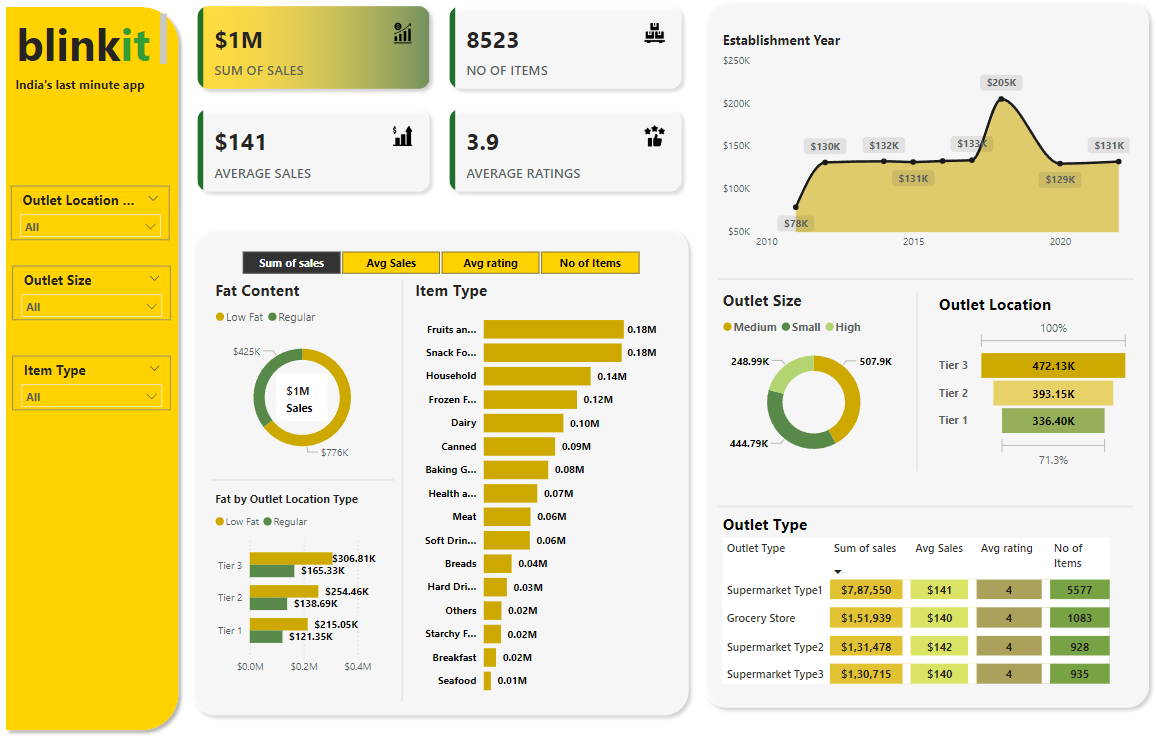 blinkit
India's last minute app
Outlet Location ...
All
Outlet Size
All
Item Type
All
$1M
SUM OF SALES
8523
NO OF ITEMS
$141
AVERAGE SALES
3.9
AVERAGE RATINGS
Sum of sales
Avg Sales
Avg rating
No of Items
Fat Content
Low Fat Regular
$425K
$1M
Sales
$776K
Fat by Outlet Location Type
Low Fat Regular
Tier 3 $306.81K
$165.33K
Tier 2 $254.46K
$138.69K
Tier 1 $215.05K
$121.35K
$0.0M $0.2M $0.4M
Item Type
Fruits an... 0.18M
Snack Fo... 0.18M
Household 0.14M
Frozen F... 0.12M
Dairy 0.10M
Canned 0.09M
Baking G... 0.08M
Health a... 0.07M
Meat 0.06M
Soft Drin... 0.06M
Breads 0.04M
Hard Dri... 0.03M
Others 0.02M
Starchy F... 0.02M
Breakfast 0.02M
Seafood 0.01M
Establishment Year
$250K
$200K
$150K
$100K
$50K
$78K
$130K
$132K
$131K
$133K
$205K
$129K
$131K
2010 2015 2020
Outlet Size
Medium Small High
248.99K
507.9K
444.79K
Outlet Location
100%
Tier 3 472.13K
Tier 2 393.15K
Tier 1 336.40K
71.3%
Outlet Type
Outlet Type Sum of sales Avg Sales Avg rating No of
Items
Supermarket Type1 $7,87,550 $141 4 5577
Grocery Store $1,51,939 $140 4 1083
Supermarket Type2 $1,31,478 $142 4 928
Supermarket Type3 $1,30,715 $140 4 935